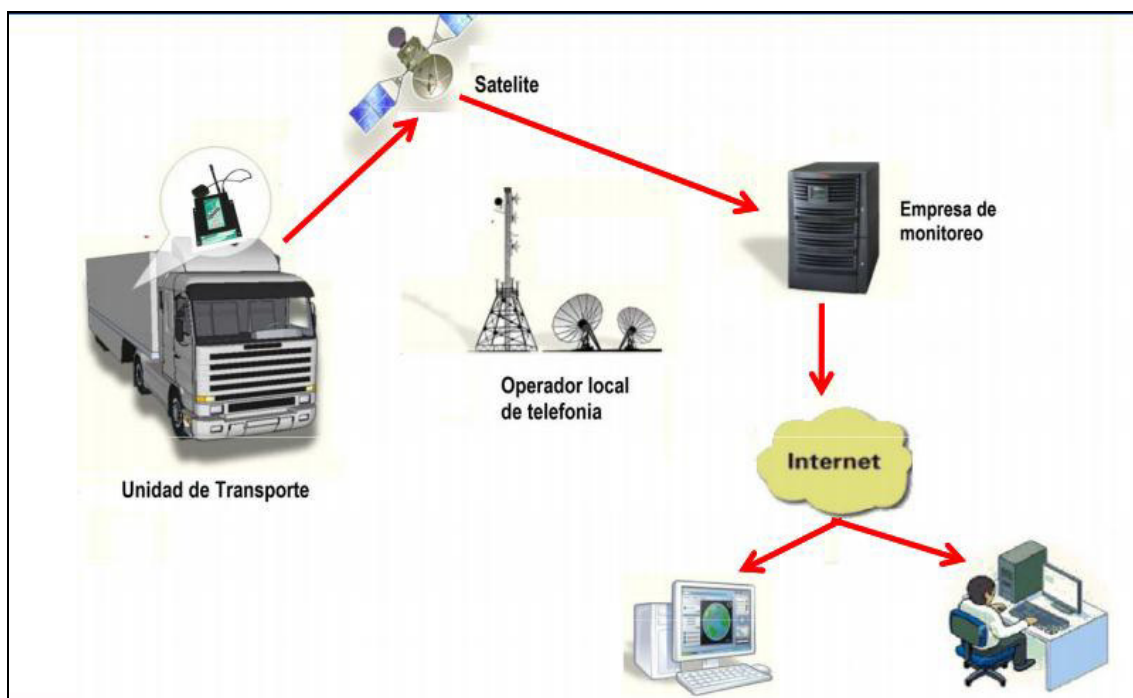 Satelite
Empresa de
monitoreo
Operador local
de telefonia
Internet
Unidad de Transporte